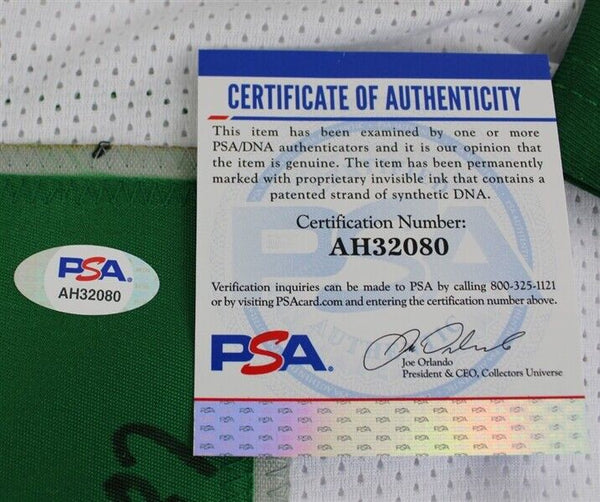 CERTIFICATE OF AUTHENTICITY
This item has been examined by one or more
PSA/DNA authenticators and it is our opinion that
the item is genuine. The item has been permanently
marked with proprietary invisible ink that contains a
patented strand of synthetic DNA.
Certification Number:
AH32080
Verification inquiries can be made to PSA by calling 800-325-1121
or by visiting PSAcard.com and entering the certification number above.
PSA.
Joe Orlando
President & CEO, Collectors Universe
PSA.
AH32080
32